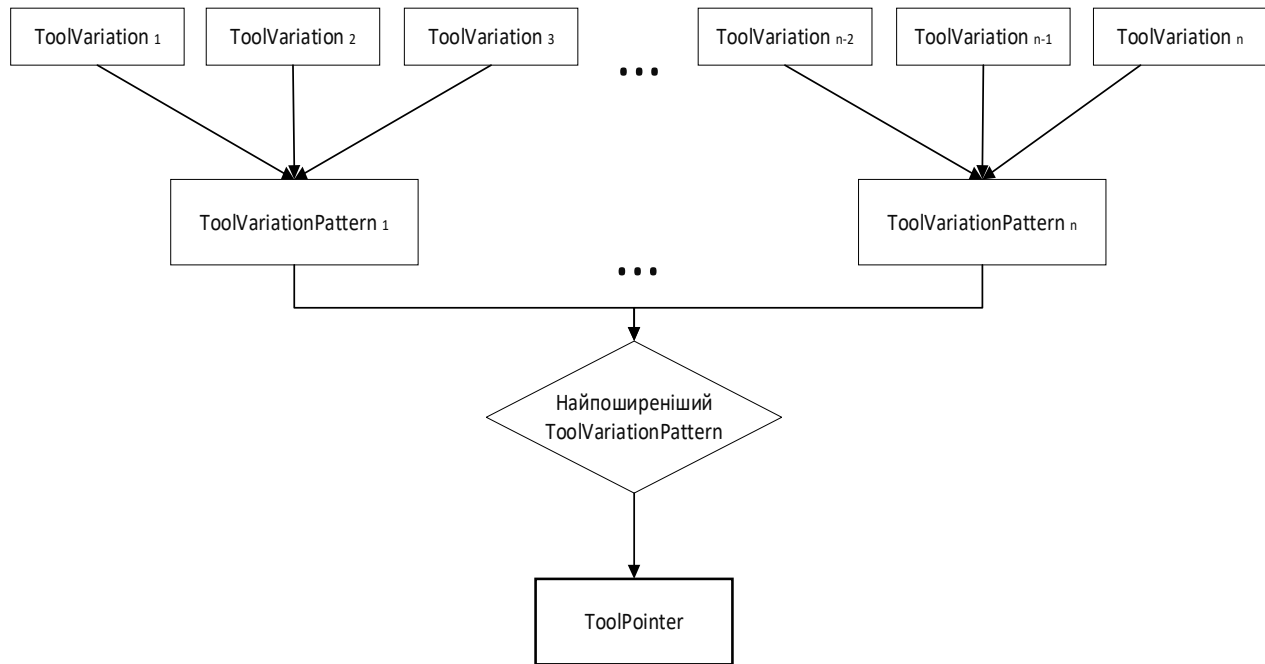 ToolVariation 1
ToolVariation 2
ToolVariation 3
...
ToolVariation n-2
ToolVariation n-1
ToolVariation n
ToolVariationPattern 1
...
ToolVariationPattern n
Найпоширеніший
ToolVariationPattern
ToolPointer